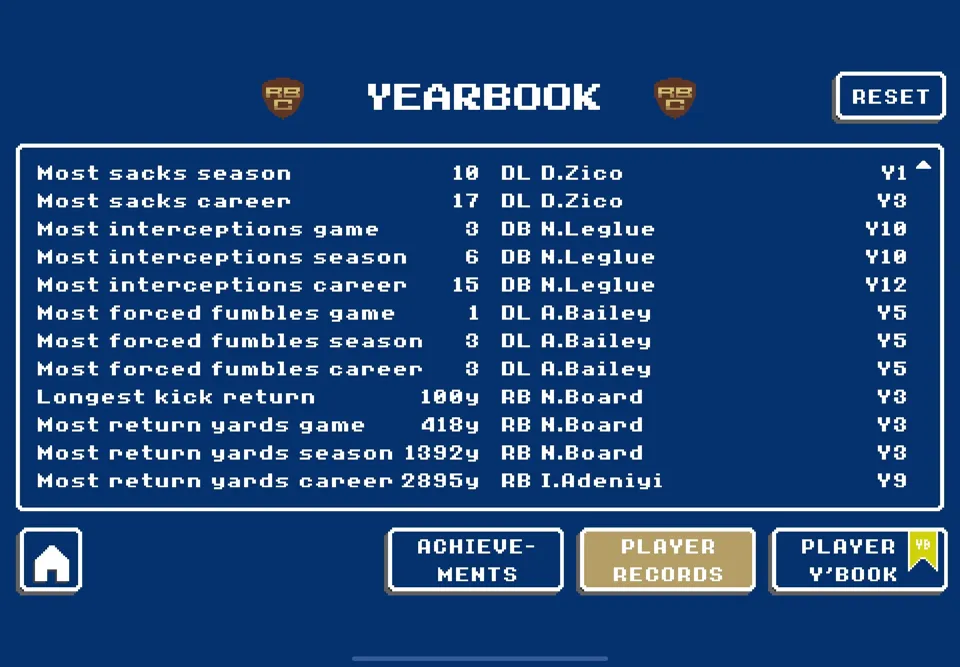 RB
C
YEARBOOK
RB
C
RESET
Most sacks season 10 DL D.Zico Y1
Most sacks career 17 DL D.Zico Y3
Most interceptions game 3 DB N.Leglue Y10
Most interceptions season 6 DB N.Leglue Y10
Most interceptions career 15 DB N.Leglue Y12
Most forced fumbles game 1 DL A.Bailey Y5
Most forced fumbles season 3 DL A.Bailey Y5
Most forced fumbles career 3 DL A.Bailey Y5
Longest kick return 100y RB N.Board Y3
Most return yards game 418y RB N.Board Y3
Most return yards season 1392y RB N.Board Y3
Most return yards career 2895y RB I.Adeniyi Y9
ACHIEVE-
MENTS
PLAYER
RECORDS
PLAYER
Y'BOOK
YB